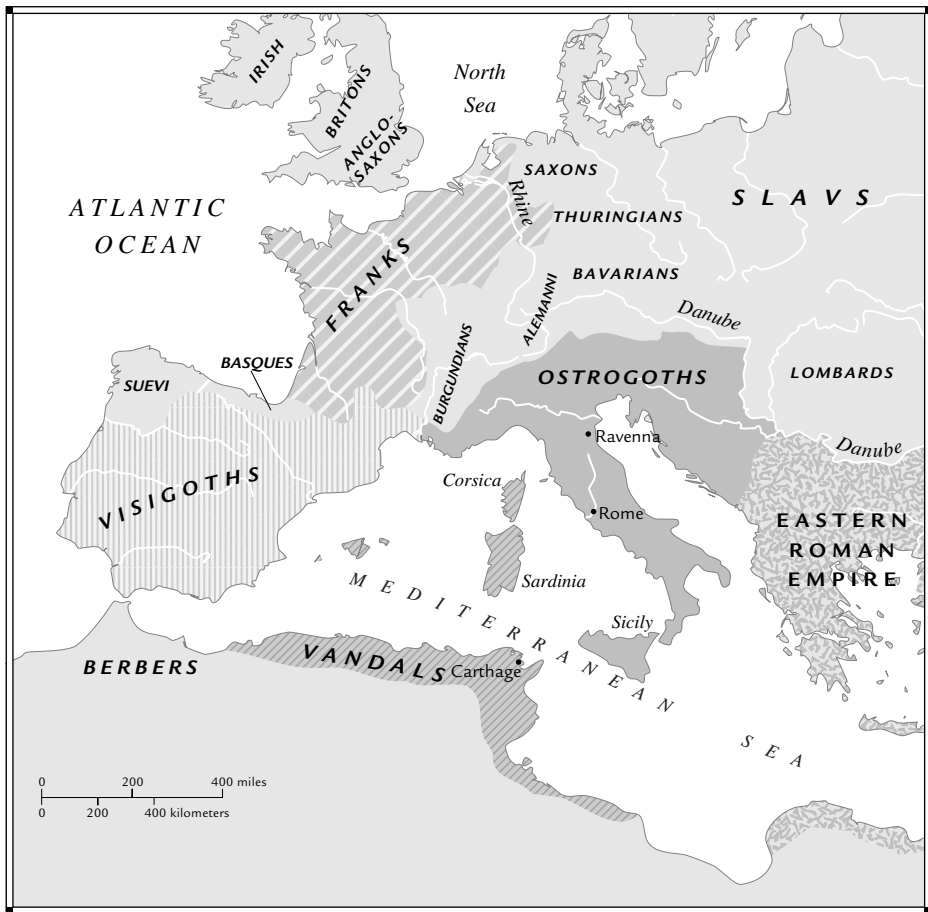 IRISH
BRITONS
ANGLO-
SAXONS
North
Sea
ATLANTIC
OCEAN
SAXONS
Rhine
THURINGIANS
SLAVS
FRANKS
BAVARIANS
ALEMANNI
Danube
BURGUNDIANS
BASQUES
SUEVI
OSTROGOTHS
LOMBARDS
Ravenna
Danube
VISIGOTHS
Corsica
Rome
EASTERN
ROMAN
EMPIRE
Sardinia
MEDITERRANEAN
SEA
Sicily
BERBERS
VANDALS
Carthage
0 200 400 miles
0 200 400 kilometers